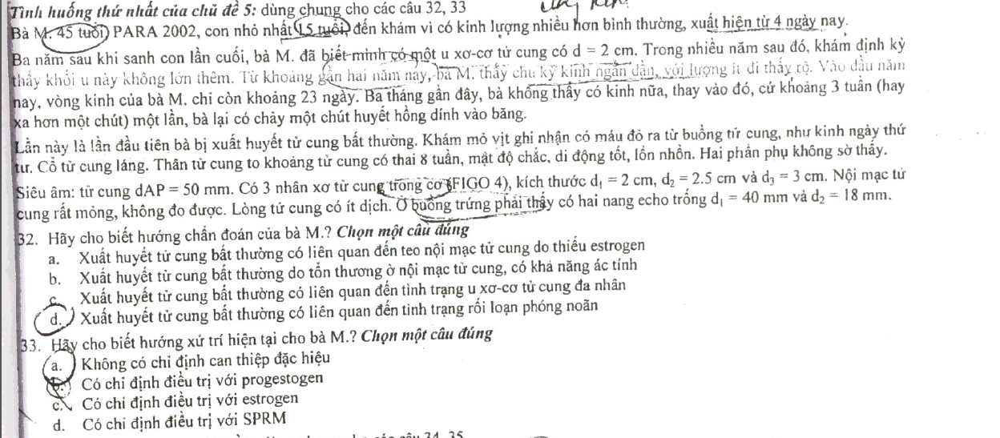 Tình huống thứ nhất của chủ đề 5: dùng chung cho các câu 32, 33
Bà M. 45 tuổi, PARA 2002, con nhỏ nhất 15 tuổi, đến khám vì có kinh lượng nhiều hơn bình thường, xuất hiện từ 4 ngày nay.
Ba năm sau khi sanh con lần cuối, bà M. đã biết mình có một u xơ-cơ tử cung có d = 2 cm. Trong nhiều năm sau đó, khám định kỳ
thấy khối u này không lớn thêm. Từ khoảng gần hai năm nay, bà M. thấy chu kỳ kinh ngắn dần, với lượng ít đi thấy rõ. Vào đầu năm
nay, vòng kinh của bà M. chỉ còn khoảng 23 ngày. Ba tháng gần đây, bà không thấy có kinh nữa, thay vào đó, cứ khoảng 3 tuần (hay
xa hơn một chút) một lần, bà lại có chảy một chút huyết hồng dính vào băng.
Lần này là lần đầu tiên bà bị xuất huyết tử cung bất thường. Khám mỏ vịt ghi nhận có máu đỏ ra từ buồng tử cung, như kinh ngày thứ
tư. Cổ tử cung láng. Thân tử cung to khoảng tử cung có thai 8 tuần, mật độ chắc, di động tốt, lổn nhổn. Hai phần phụ không sờ thấy.
Siêu âm: tử cung dAP = 50 mm. Có 3 nhân xơ tử cung trong cơ (FIGO 4), kích thước d₁ = 2 cm, d₂ = 2.5 cm và d₃ = 3 cm. Nội mạc tử
cung rất mỏng, không đo được. Lòng tử cung có ít dịch. Ở buồng trứng phải thấy có hai nang echo trống d₁ = 40 mm và d₂ = 18 mm.
32. Hãy cho biết hướng chẩn đoán của bà M.? Chọn một câu đúng
a. Xuất huyết tử cung bất thường có liên quan đến teo nội mạc tử cung do thiếu estrogen
b. Xuất huyết tử cung bất thường do tổn thương ở nội mạc tử cung, có khả năng ác tính
c. Xuất huyết tử cung bất thường có liên quan đến tình trạng u xơ-cơ tử cung đa nhân
d. Xuất huyết tử cung bất thường có liên quan đến tình trạng rối loạn phóng noãn
33. Hãy cho biết hướng xử trí hiện tại cho bà M.? Chọn một câu đúng
a. Không có chỉ định can thiệp đặc hiệu
b. Có chỉ định điều trị với progestogen
c. Có chỉ định điều trị với estrogen
d. Có chỉ định điều trị với SPRM